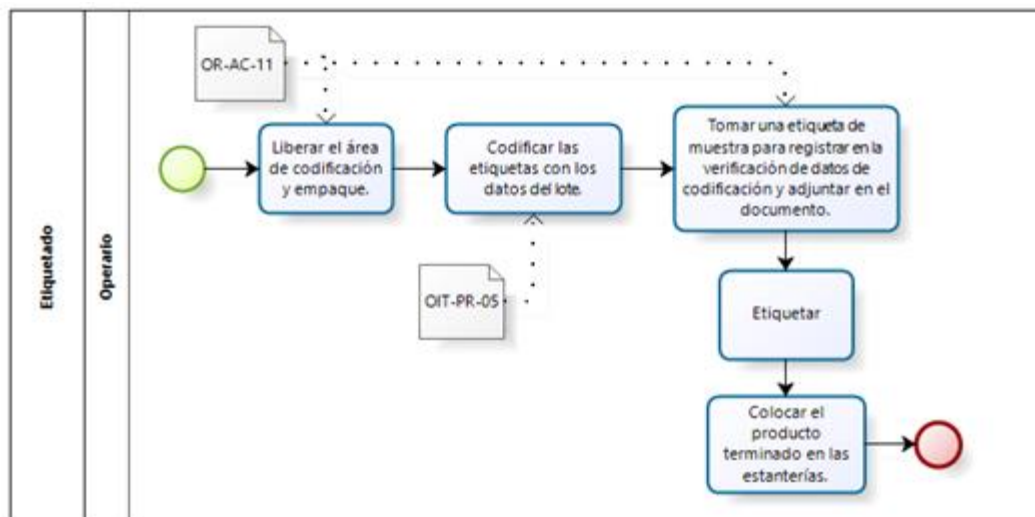 Etiquetado
Operario
OR-AC-11
Liberar el área
de codificación
y empaque.
Codificar las
etiquetas con los
datos del lote.
Tomar una etiqueta de
muestra para registrar en la
verificación de datos de
codificación y adjuntar en el
documento.
OIT-PR-05
Etiquetar
Colocar el
producto
terminado en las
estanterías.